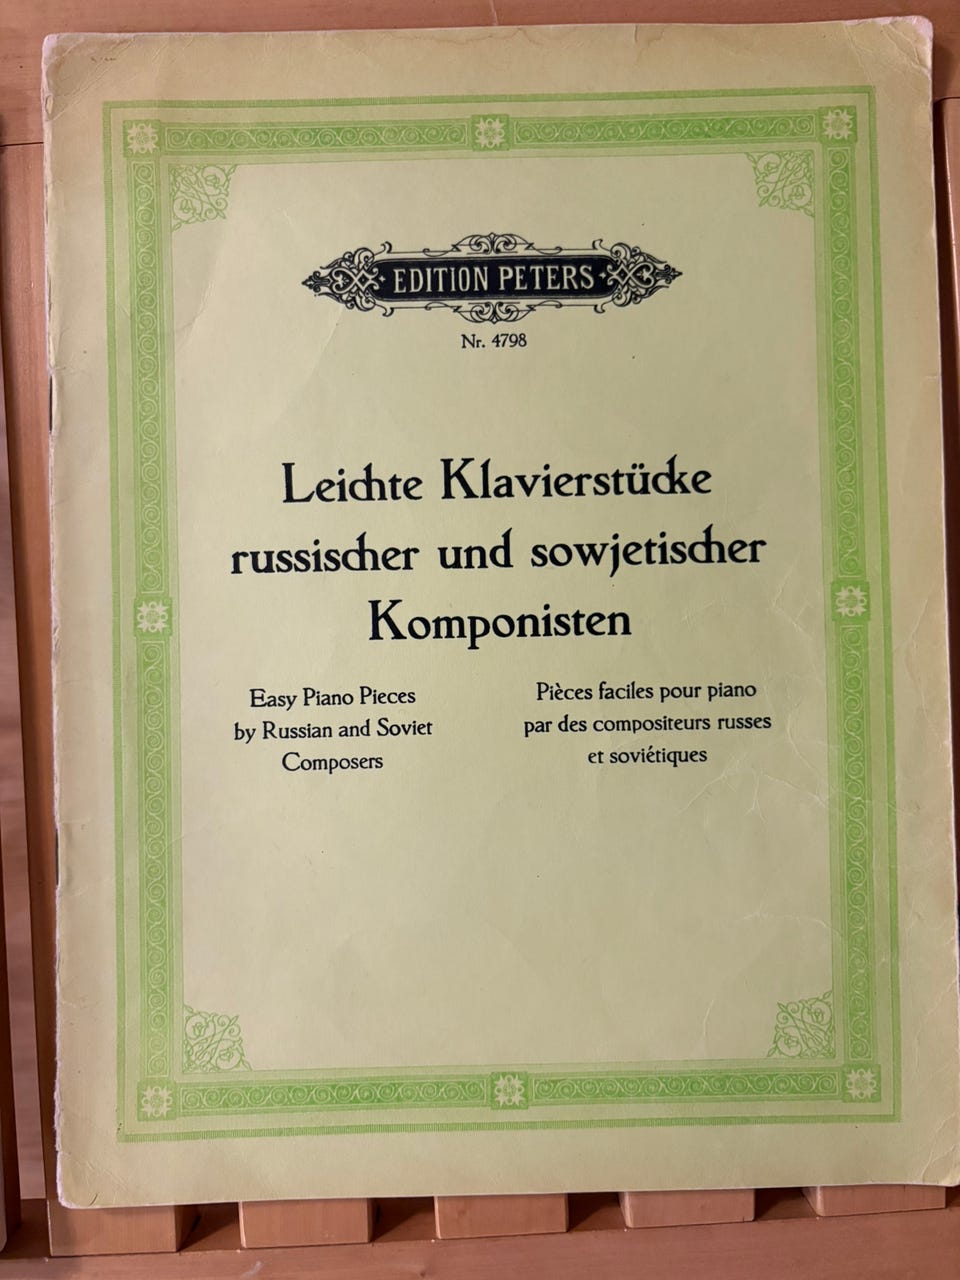 EDITION PETERS
Nr. 4798
Leichte Klavierstücke
russischer und sowjetischer
Komponisten
Easy Piano Pieces
by Russian and Soviet
Composers
Pièces faciles pour piano
par des compositeurs russes
et soviétiques